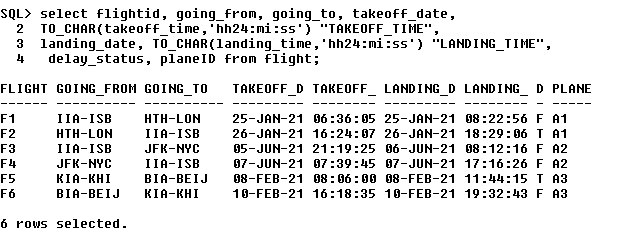 SQL> select flightid, going_from, going_to, takeoff_date,
2 TO_CHAR(takeoff_time,'hh24:mi:ss') "TAKEOFF_TIME",
3 landing_date, TO_CHAR(landing_time,'hh24:mi:ss') "LANDING_TIME",
4 delay_status, planeID from flight;
FLIGHT GOING_FROM GOING_TO TAKEOFF_D TAKEOFF_ LANDING_D LANDING_ D PLANE
------ ---------- ---------- --------- -------- --------- -------- - -----
F1 IIA-ISB HTH-LON 25-JAN-21 06:36:05 25-JAN-21 08:22:56 F A1
F2 HTH-LON IIA-ISB 26-JAN-21 16:24:07 26-JAN-21 18:29:06 T A1
F3 IIA-ISB JFK-NYC 05-JUN-21 21:19:25 06-JUN-21 08:12:16 F A2
F4 JFK-NYC IIA-ISB 07-JUN-21 07:39:45 07-JUN-21 17:16:26 F A2
F5 KIA-KHI BIA-BEIJ 08-FEB-21 08:06:00 08-FEB-21 11:44:15 T A3
F6 BIA-BEIJ KIA-KHI 10-FEB-21 16:18:35 10-FEB-21 19:32:43 F A3
6 rows selected.